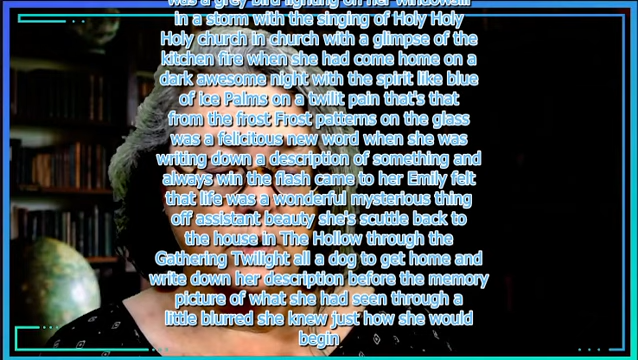 was a grey bird lighting on her windowsill
in a storm with the singing of Holy Holy
Holy church in church with a glimpse of the
kitchen fire when she had come home on a
dark awesome night with the spirit like blue
of ice Palms on a twilit pain that's that
from the frost Frost patterns on the glass
was a felicitous new word when she was
writing down a description of something and
always win the flash came to her Emily felt
that life was a wonderful mysterious thing
off assistant beauty she's scuttle back to
the house in The Hollow through the
Gathering Twilight all a dog to get home and
write down her description before the memory
picture of what she had seen through a
little blurred she knew just how she would
begin